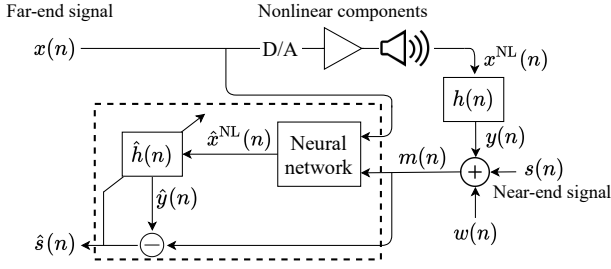 Far-end signal
Nonlinear components
x(n)
D/A
x^NL(n)
h(n)
ĥ(n)
x̂^NL(n)
Neural
network
y(n)
m(n)
+
s(n)
Near-end signal
ŷ(n)
w(n)
ŝ(n)
−